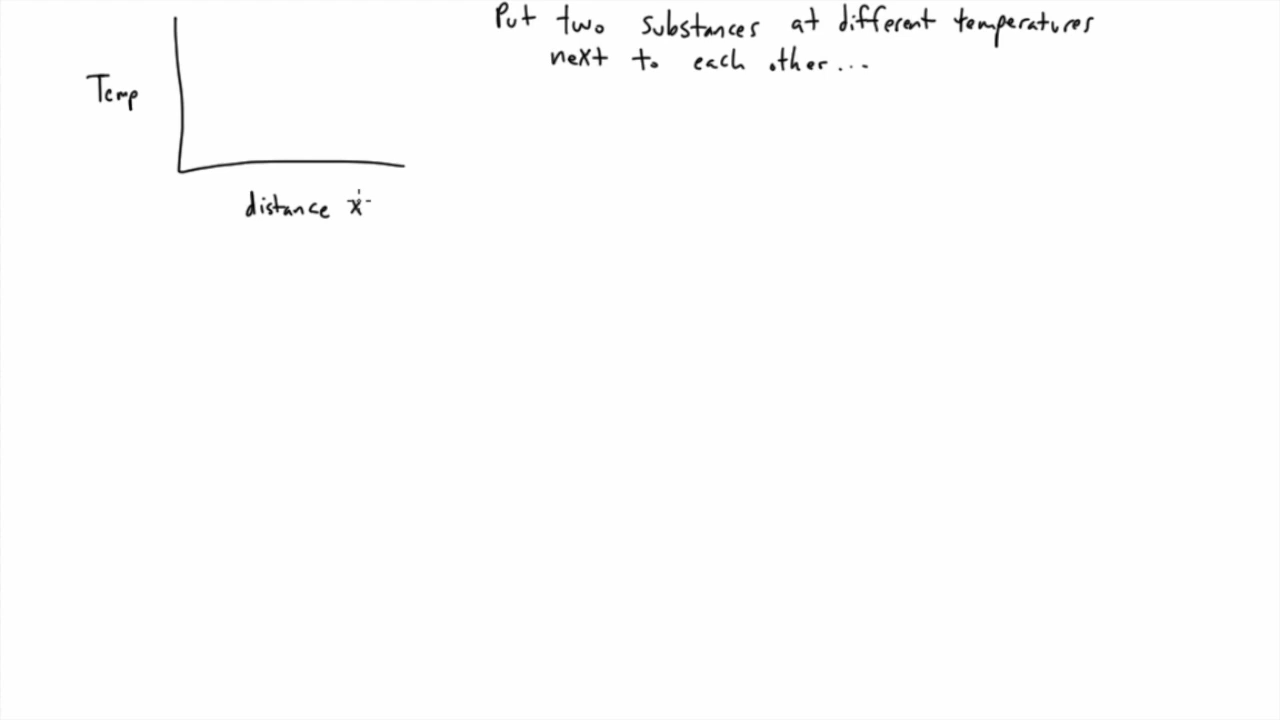 Put two substances at different temperatures
next to each other...
Temp
distance x